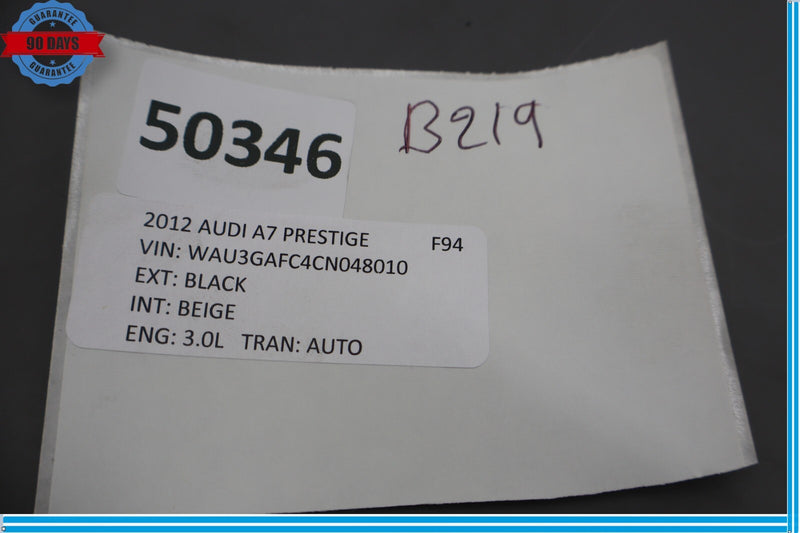 GUARANTEE
90 DAYS
GUARANTEE
50346
B219
2012 AUDI A7 PRESTIGE F94
VIN: WAU3GAFC4CN048010
EXT: BLACK
INT: BEIGE
ENG: 3.0L TRAN: AUTO